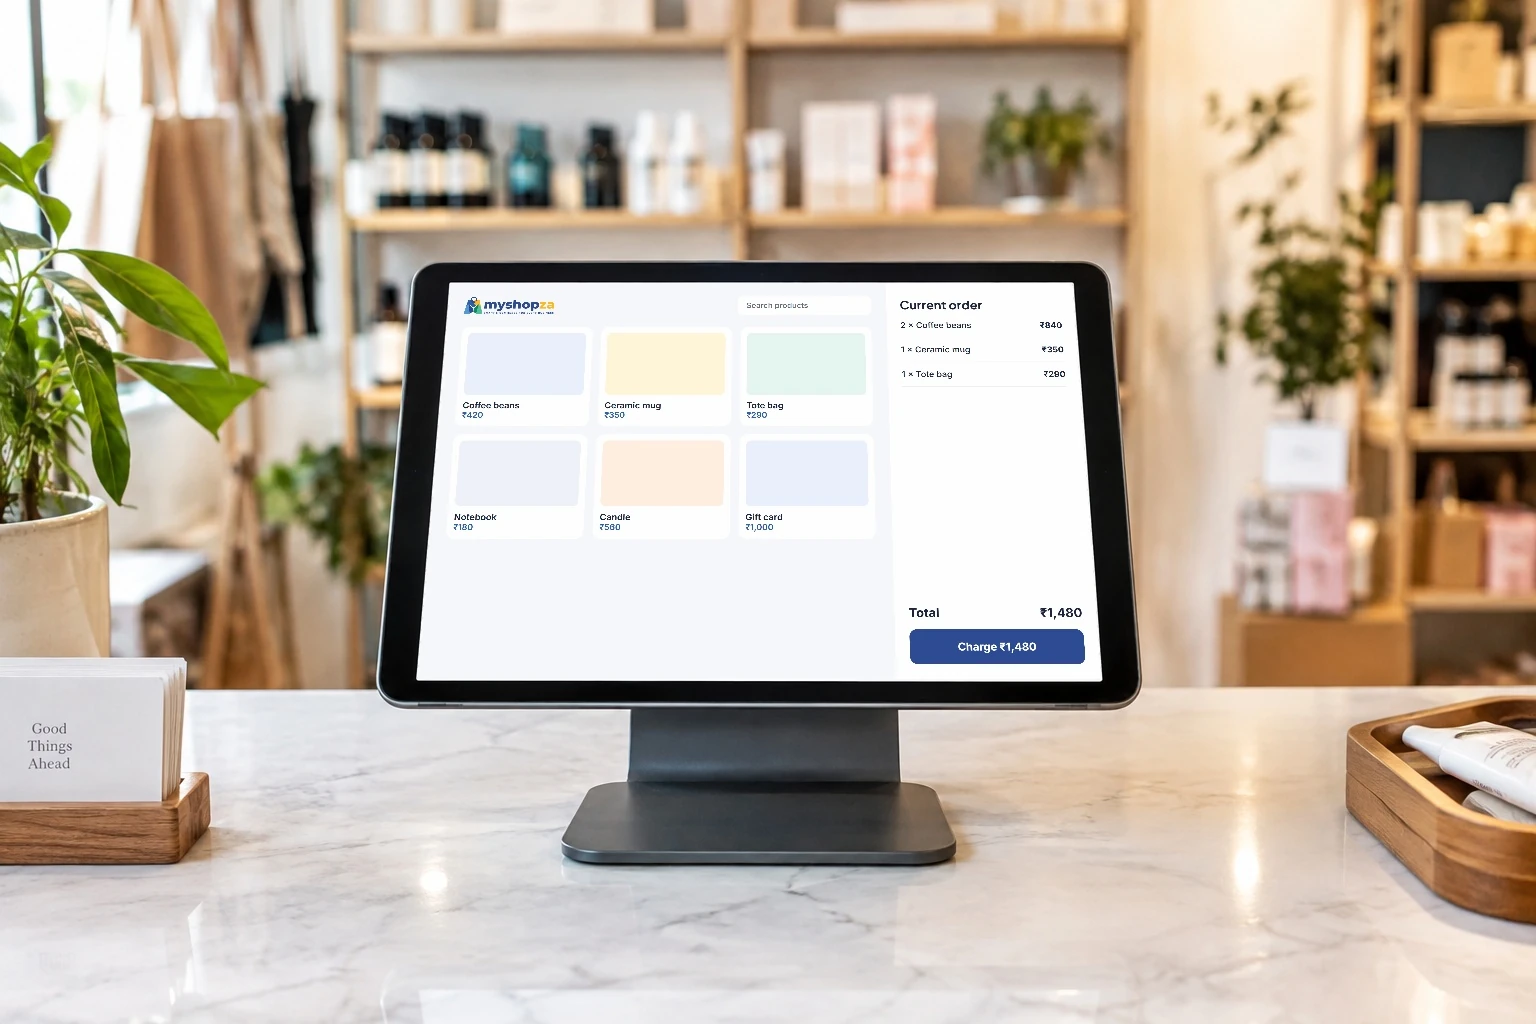 myshopza
Search products
Coffee beans
₹420
Ceramic mug
₹350
Tote bag
₹290
Notebook
₹180
Candle
₹560
Gift card
₹1,000
Current order
2 × Coffee beans ₹840
1 × Ceramic mug ₹350
1 × Tote bag ₹290
Total ₹1,480
Charge ₹1,480
Good
Things
Ahead